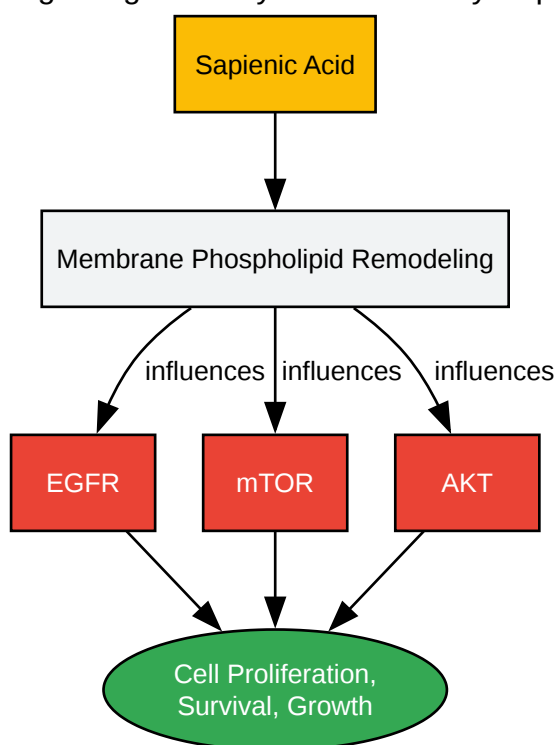 Sapienic Acid
Membrane Phospholipid Remodeling
influences influences influences
EGFR mTOR AKT
Cell Proliferation,
Survival, Growth